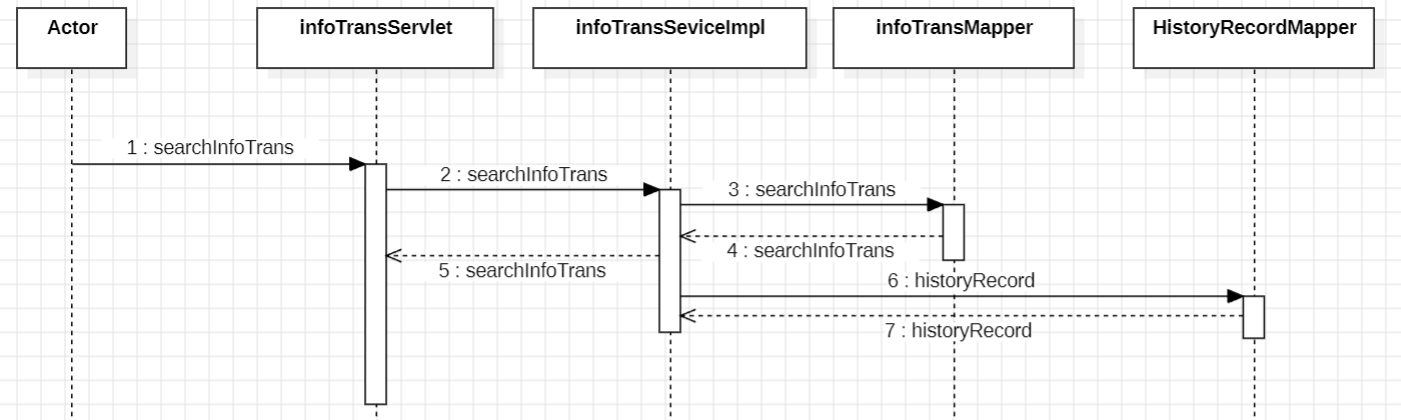 Actor
infoTransServlet
infoTransSeviceImpl
infoTransMapper
HistoryRecordMapper
1 : searchInfoTrans
2 : searchInfoTrans
3 : searchInfoTrans
4 : searchInfoTrans
5 : searchInfoTrans
6 : historyRecord
7 : historyRecord